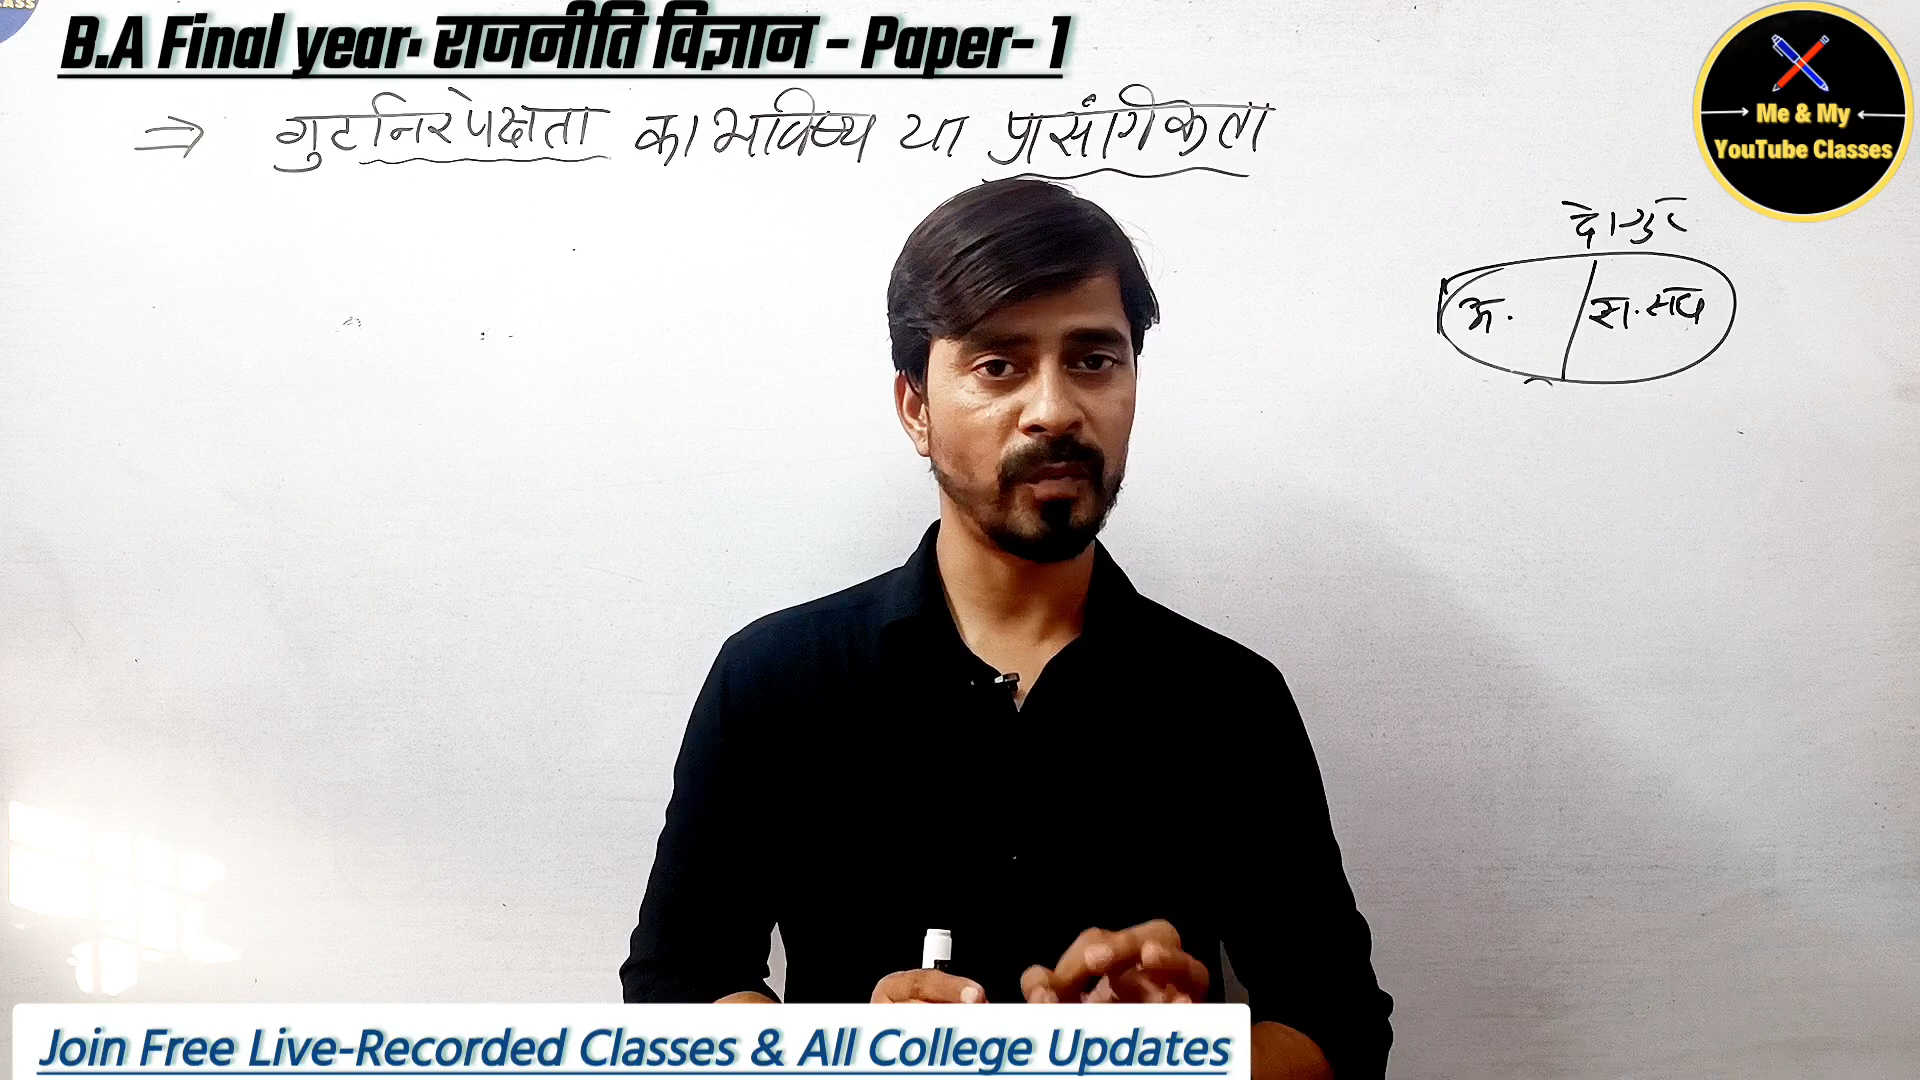 B.A Final year. राजनीति विज्ञान - Paper- 1
⇒ गुटनिरपेक्षता का भविष्य या प्रासंगिकता
Me & My
YouTube Classes
दो गुट
अ. स. संघ
Join Free Live-Recorded Classes & All College Updates